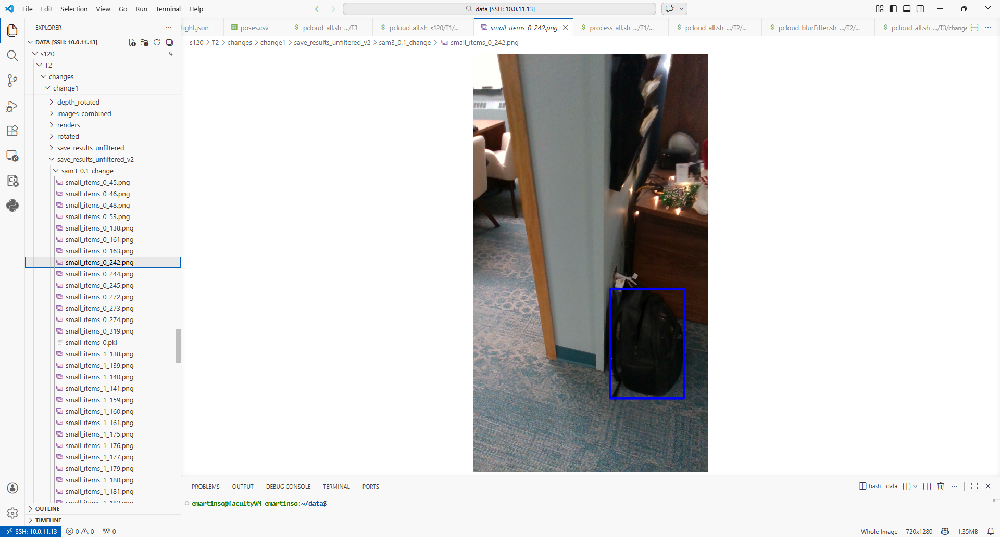 File Edit Selection View Go Run Terminal Help
data [SSH: 10.0.11.13]
EXPLORER
tight.json
poses.csv
pcloud_all.sh .../T3
pcloud_all.sh s120/T1/...
small_items_0_242.png
process_all.sh .../T1/...
pcloud_all.sh .../T2/...
pcloud_blurFilter.sh .../T2/...
pcloud_all.sh .../T3/change
DATA [SSH: 10.0.11.13]
s120 > T2 > changes > change1 > save_results_unfiltered_v2 > sam3_0.1_change > small_items_0_242.png
s120
T2
changes
change1
depth_rotated
images_combined
renders
rotated
save_results_unfiltered
save_results_unfiltered_v2
sam3_0.1_change
small_items_0_45.png
small_items_0_46.png
small_items_0_48.png
small_items_0_53.png
small_items_0_138.png
small_items_0_161.png
small_items_0_163.png
small_items_0_242.png
small_items_0_244.png
small_items_0_245.png
small_items_0_272.png
small_items_0_273.png
small_items_0_274.png
small_items_0_319.png
small_items_0.pkl
small_items_1_138.png
small_items_1_139.png
small_items_1_140.png
small_items_1_141.png
small_items_1_159.png
small_items_1_160.png
small_items_1_161.png
small_items_1_175.png
small_items_1_176.png
small_items_1_177.png
small_items_1_179.png
small_items_1_180.png
small_items_1_181.png
OUTLINE
TIMELINE
PROBLEMS OUTPUT DEBUG CONSOLE TERMINAL PORTS
bash - data
emartinso@facultyVM-emartinso:~/data$
SSH: 10.0.11.13 0 0 0
Whole Image 720x1280 1.35MB